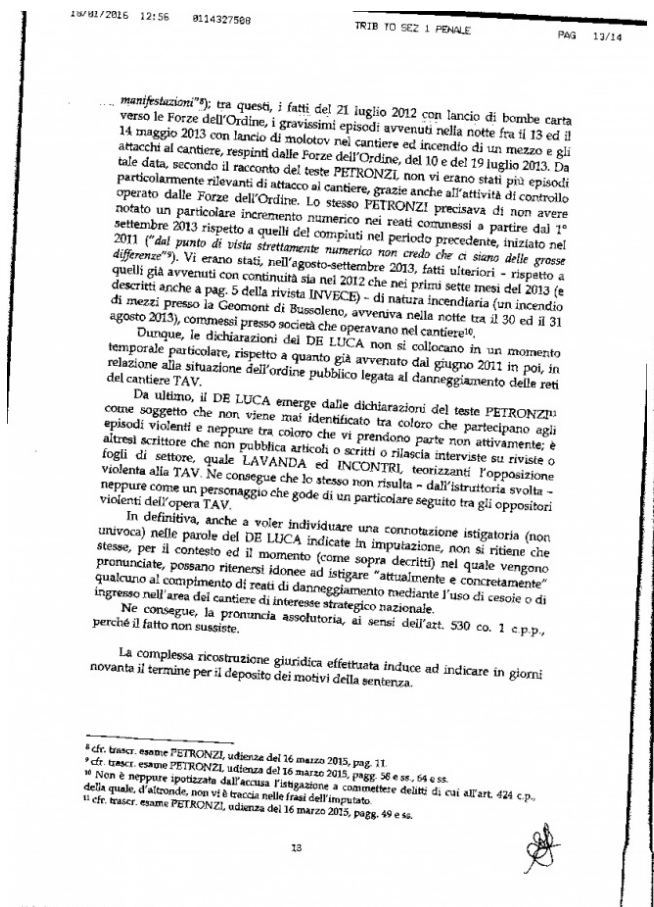 18/01/2016 12:56 0114327508 TRIB TO SEZ 1 PENALE PAG 13/14
manifestazioni"⁸); tra questi, i fatti del 21 luglio 2012 con lancio di bombe carta
verso le Forze dell'Ordine, i gravissimi episodi avvenuti nella notte fra il 13 ed il
14 maggio 2013 con lancio di molotov nel cantiere ed incendio di un mezzo e gli
attacchi al cantiere, respinti dalle Forze dell'Ordine, del 10 e del 19 luglio 2013. Da
tale data, secondo il racconto del teste PETRONZI, non vi erano stati più episodi
particolarmente rilevanti di attacco al cantiere, grazie anche all'attività di controllo
operato dalle Forze dell'Ordine. Lo stesso PETRONZI precisava di non avere
notato un particolare incremento numerico nei reati commessi a partire dal 1°
settembre 2013 rispetto a quelli del compiuti nel periodo precedente, iniziato nel
2011 ("dal punto di vista strettamente numerico non credo che ci siano delle grosse
differenze"⁹). Vi erano stati, nell'agosto-settembre 2013, fatti ulteriori - rispetto a
quelli già avvenuti con continuità sia nel 2012 che nei primi sette mesi del 2013 (e
descritti anche a pag. 5 della rivista INVECE) - di natura incendiaria (un incendio
di mezzi presso la Geomont di Bussoleno, avveniva nella notte tra il 30 ed il 31
agosto 2013), commessi presso società che operavano nel cantiere¹⁰.
Dunque, le dichiarazioni del DE LUCA non si collocano in un momento
temporale particolare, rispetto a quanto già avvenuto dal giugno 2011 in poi, in
relazione alla situazione dell'ordine pubblico legata al danneggiamento delle reti
del cantiere TAV.
Da ultimo, il DE LUCA emerge dalle dichiarazioni del teste PETRONZI¹¹
come soggetto che non viene mai identificato tra coloro che partecipano agli
episodi violenti e neppure tra coloro che vi prendono parte non attivamente; è
altresì scrittore che non pubblica articoli o scritti o rilascia interviste su riviste o
fogli di settore, quale LAVANDA ed INCONTRI, teorizzanti l'opposizione
violenta alla TAV. Ne consegue che lo stesso non risulta - dall'istruttoria svolta -
neppure come un personaggio che gode di un particolare seguito tra gli oppositori
violenti dell'opera TAV.
In definitiva, anche a voler individuare una connotazione istigatoria (non
univoca) nelle parole del DE LUCA indicate in imputazione, non si ritiene che
stesse, per il contesto ed il momento (come sopra decritti) nel quale vengono
pronunciate, possano ritenersi idonee ad istigare "attualmente e concretamente"
qualcuno al compimento di reati di danneggiamento mediante l'uso di cesoie o di
ingresso nell'area del cantiere di interesse strategico nazionale.
Ne consegue, la pronuncia assolutoria, ai sensi dell'art. 530 co. 1 c.p.p.,
perché il fatto non sussiste.
La complessa ricostruzione giuridica effettuata induce ad indicare in giorni
novanta il termine per il deposito dei motivi della sentenza.
⁸ cfr. trascr. esame PETRONZI, udienza del 16 marzo 2015, pag. 11.
⁹ cfr. trascr. esame PETRONZI, udienza del 16 marzo 2015, pagg. 58 e ss., 64 e ss.
¹⁰ Non è neppure ipotizzata dall'accusa l'istigazione a commettere delitti di cui all'art. 424 c.p.,
della quale, d'altronde, non vi è traccia nelle frasi dell'imputato.
¹¹ cfr. trascr. esame PETRONZI, udienza del 16 marzo 2015, pagg. 49 e ss.
13